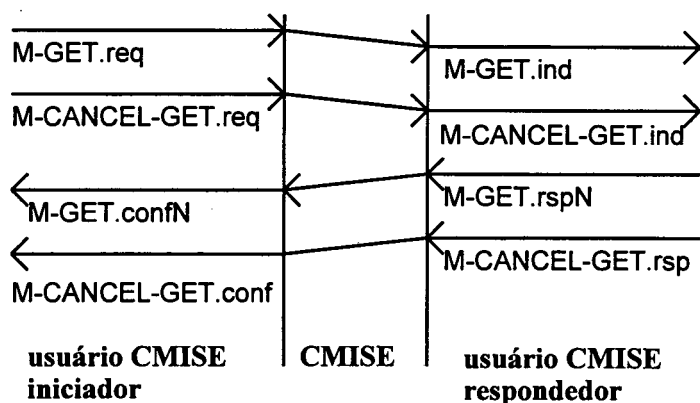 M-GET.req
M-GET.ind
M-CANCEL-GET.req
M-CANCEL-GET.ind
M-GET.confN
M-GET.rspN
M-CANCEL-GET.conf
M-CANCEL-GET.rsp
usuário CMISE
iniciador
CMISE
usuário CMISE
respondedor